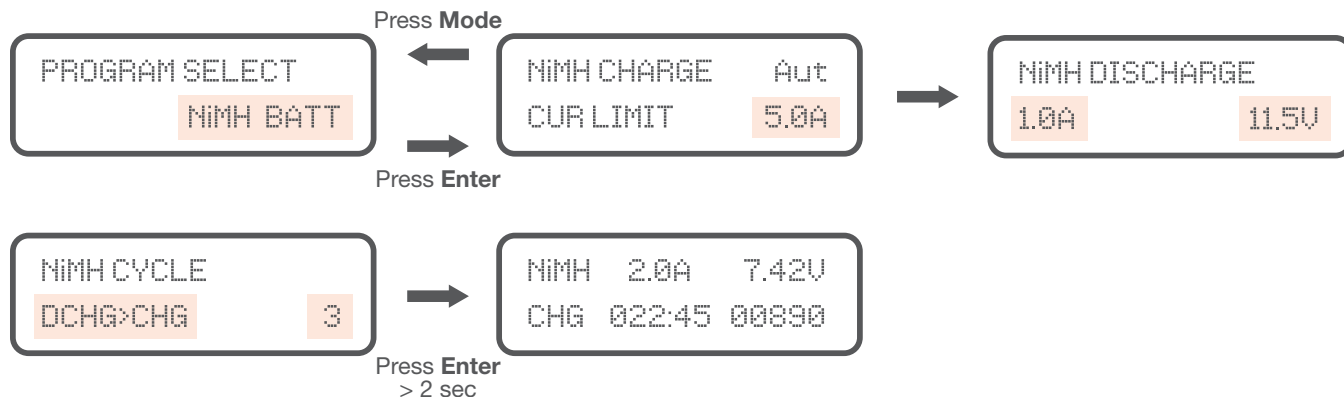 Press Mode
PROGRAM SELECT
NiMH BATT
NiMH CHARGE Aut
CUR LIMIT 5.0A
NiMH DISCHARGE
1.0A 11.5V
Press Enter
NiMH CYCLE
DCHG>CHG 3
NiMH 2.0A 7.42V
CHG 022:45 00890
Press Enter
> 2 sec